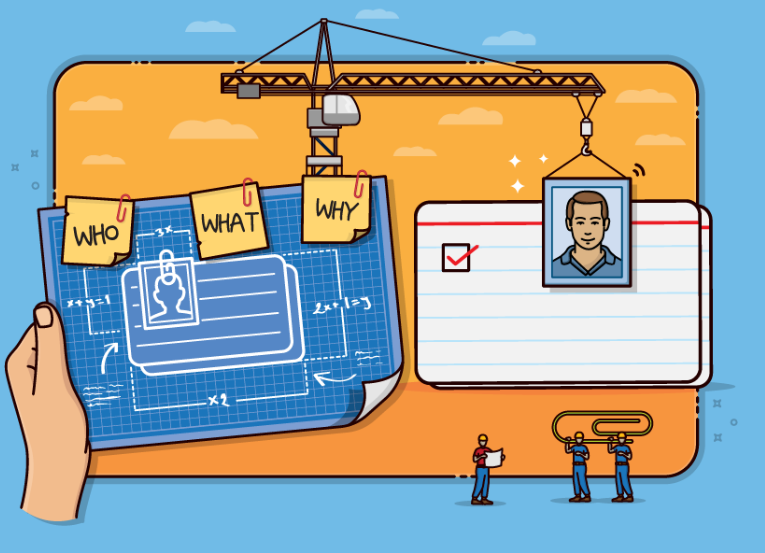 WHO
WHAT
WHY
3x
x+y=1
2x+1=y
x2